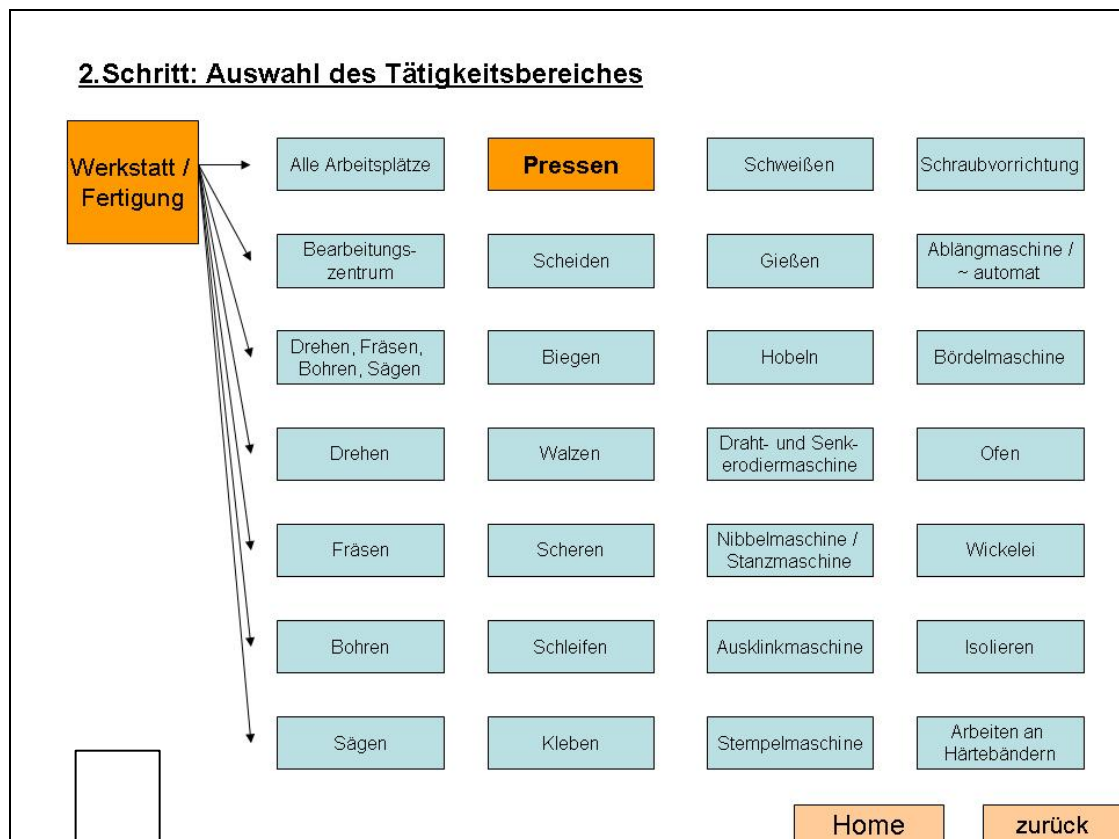 2.Schritt: Auswahl des Tätigkeitsbereiches
Werkstatt /
Fertigung
Alle Arbeitsplätze
Pressen
Schweißen
Schraubvorrichtung
Bearbeitungs-
zentrum
Scheiden
Gießen
Ablängmaschine /
~ automat
Drehen, Fräsen,
Bohren, Sägen
Biegen
Hobeln
Bördelmaschine
Drehen
Walzen
Draht- und Senk-
erodiermaschine
Ofen
Fräsen
Scheren
Nibbelmaschine /
Stanzmaschine
Wickelei
Bohren
Schleifen
Ausklinkmaschine
Isolieren
Sägen
Kleben
Stempelmaschine
Arbeiten an
Härtebändern
Home
zurück